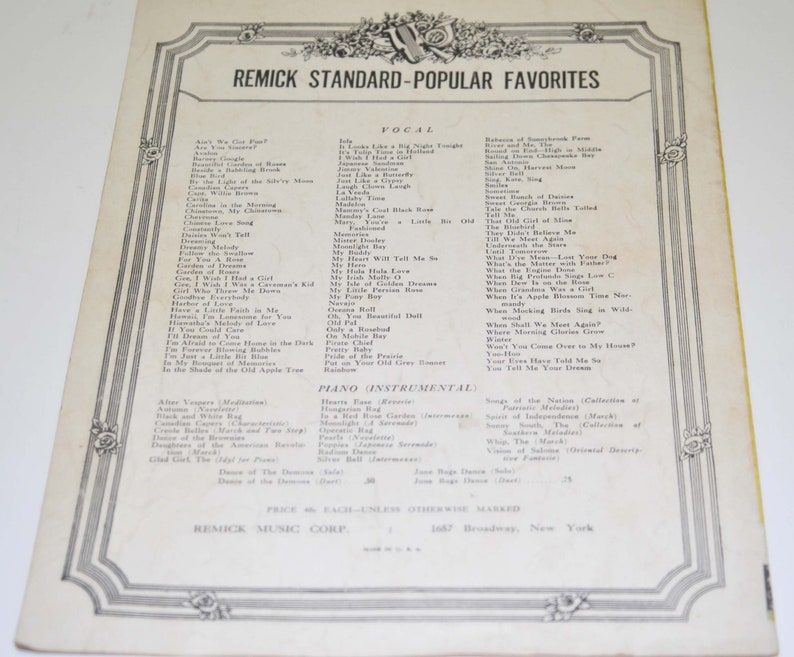 REMICK STANDARD-POPULAR FAVORITES
VOCAL
Ain't We Got Fun?
Are You Sincere?
Avalon
Barney Google
Beautiful Garden of Roses
Beside a Babbling Brook
Blue Bird
By the Light of the Silv'ry Moon
Canadian Capers
Capt. Willie Brown
Carita
Carolina in the Morning
Chinatown, My Chinatown
Cheyenne
Chinese Love Song
Constantly
Daisies Won't Tell
Dreaming
Dreamy Melody
Follow the Swallow
For You A Rose
Garden of Dreams
Garden of Roses
Gee, I Wish I Had a Girl
Gee, I Wish I Was a Caveman's Kid
Girl Who Threw Me Down
Goodbye Everybody
Harbor of Love
Have a Little Faith in Me
Hawaii, I'm Lonesome for You
Hiawatha's Melody of Love
If You Could Care
I'll Dream of You
I'm Afraid to Come Home in the Dark
I'm Forever Blowing Bubbles
I'm Just a Little Bit Blue
In My Bouquet of Memories
In the Shade of the Old Apple Tree
Iola
It Looks Like a Big Night Tonight
It's Tulip Time in Holland
I Wish I Had a Girl
Japanese Sandman
Jimmy Valentine
Just Like a Butterfly
Just Like a Gypsy
Laugh Clown Laugh
La Veeda
Lullaby Time
Madelon
Mammy's Coal Black Rose
Manday Lane
Mary, You're a Little Bit Old
Fashioned
Memories
Mister Dooley
Moonlight Bay
My Buddy
My Heart Will Tell Me So
My Hero
My Hula Hula Love
My Irish Molly O
My Isle of Golden Dreams
My Little Persian Rose
My Pony Boy
Navajo
Oceana Roll
Oh, You Beautiful Doll
Old Pal
Only a Rosebud
On Mobile Bay
Pirate Chief
Pretty Baby
Pride of the Prairie
Put on Your Old Grey Bonnet
Rainbow
Rebecca of Sunnybrook Farm
River and Me, The
Round on End—High in Middle
Sailing Down Chesapeake Bay
San Antonio
Shine On, Harvest Moon
Silver Bell
Sing, Kate, Sing
Smiles
Sometime
Sweet Bunch of Daisies
Sweet Georgia Brown
Tale the Church Bells Tolled
Tell Me
That Old Girl of Mine
The Bluebird
They Didn't Believe Me
Till We Meet Again
Underneath the Stars
Until Tomorrow
What D'ye Mean—Lost Your Dog
What's the Matter with Father?
What the Engine Done
When Big Profundo Sings Low C
When Dew Is on the Rose
When Grandma Was a Girl
When It's Apple Blossom Time Nor-
mandy
When Mocking Birds Sing in Wild-
wood
When Shall We Meet Again?
Where Morning Glories Grow
Winter
Won't You Come Over to My House?
Yoo-Hoo
Your Eyes Have Told Me So
You Tell Me Your Dream
PIANO (INSTRUMENTAL)
After Vespers (Meditation)
Autumn (Novelette)
Black and White Rag
Canadian Capers (Characteristic)
Creole Belles (March and Two Step)
Dance of the Brownies
Daughters of the American Revolu-
tion (March)
Glad Girl, The (Idyl for Piano)
Hearts Ease (Reverie)
Hungarian Rag
In a Red Rose Garden (Intermezzo)
Moonlight (A Serenade)
Operatic Rag
Pearls (Novelette)
Poppies (Japanese Serenade)
Radium Dance
Silver Bell (Intermezzo)
Songs of the Nation (Collection of
Patriotic Melodies)
Spirit of Independence (March)
Sunny South, The (Collection of
Southern Melodies)
Whip, The (March)
Vision of Salome (Oriental Descrip-
tive Fantasie)
Dance of The Demons (Solo)
Dance of the Demons (Duet) .50
June Bugs Dance (Solo)
June Bugs Dance (Duet) ........ .25
PRICE EACH—UNLESS OTHERWISE MARKED
REMICK MUSIC CORP. : 1657 Broadway, New York
MADE IN U. S. A.